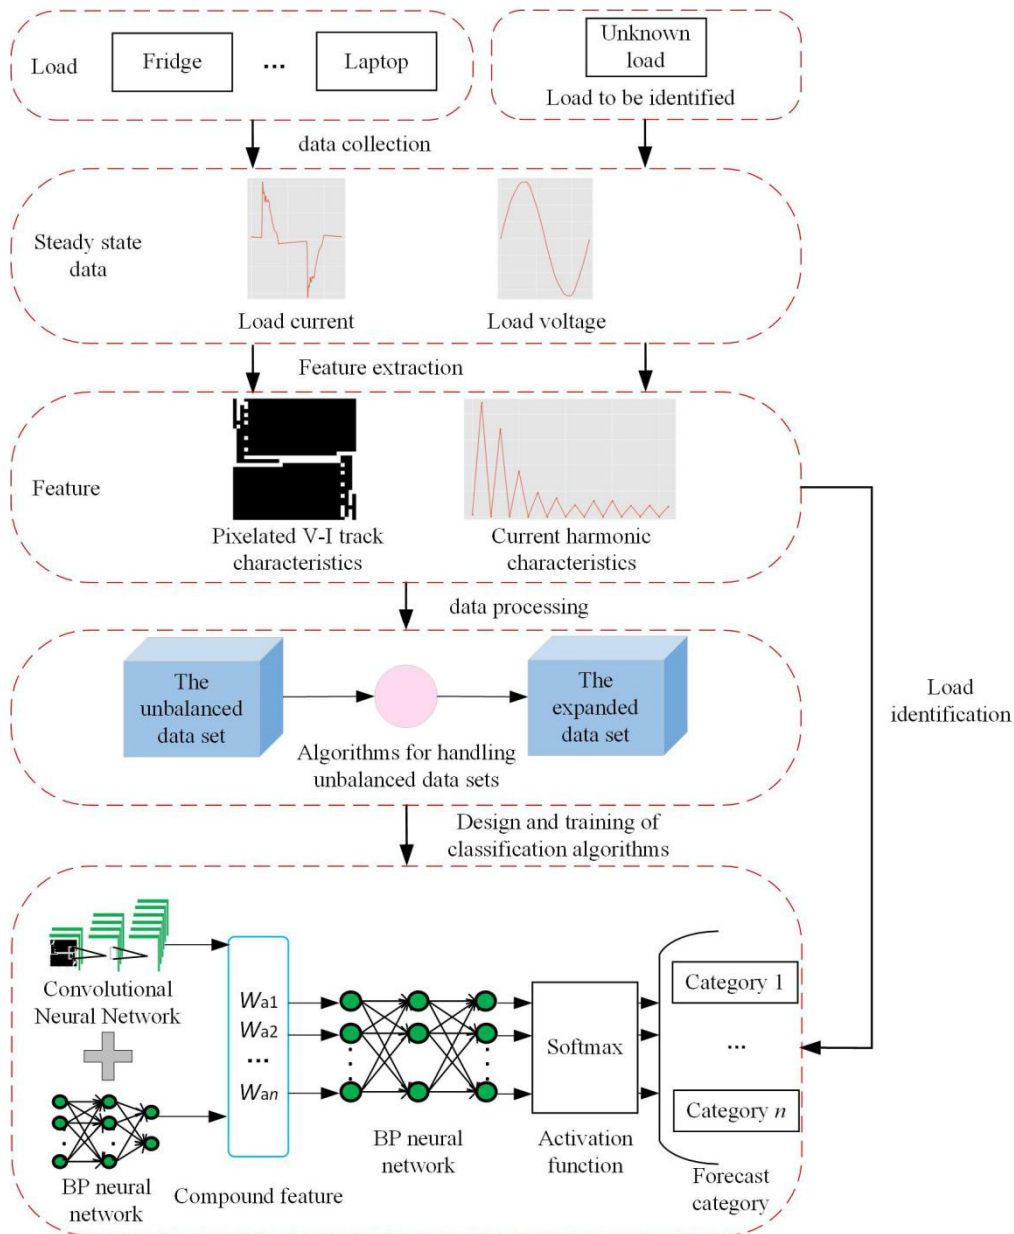 Load
Fridge
...
Laptop
Unknown
load
Load to be identified
data collection
Steady state
data
Load current
Load voltage
Feature extraction
Feature
Pixelated V-I track
characteristics
Current harmonic
characteristics
data processing
The
unbalanced
data set
Algorithms for handling
unbalanced data sets
The
expanded
data set
Load
identification
Design and training of
classification algorithms
Convolutional
Neural Network
BP neural
network
Wa1
Wa2
...
Wan
Compound feature
BP neural
network
Softmax
Activation
function
Category 1
...
Category n
Forecast
category